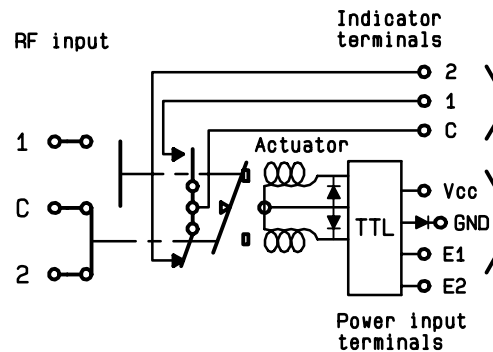 Indicator
terminals
RF input
2
1
C
Actuator
1
C
2
TTL
Vcc
GND
E1
E2
Power input
terminals